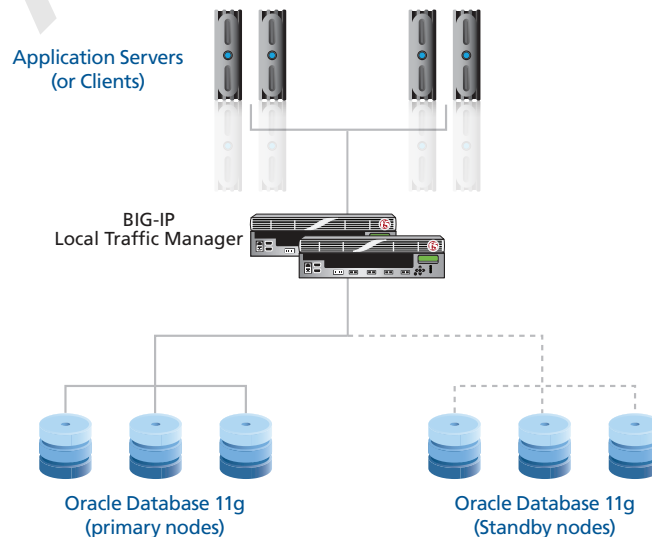 Application Servers
(or Clients)
BIG-IP
Local Traffic Manager
Oracle Database 11g
(primary nodes)
Oracle Database 11g
(Standby nodes)